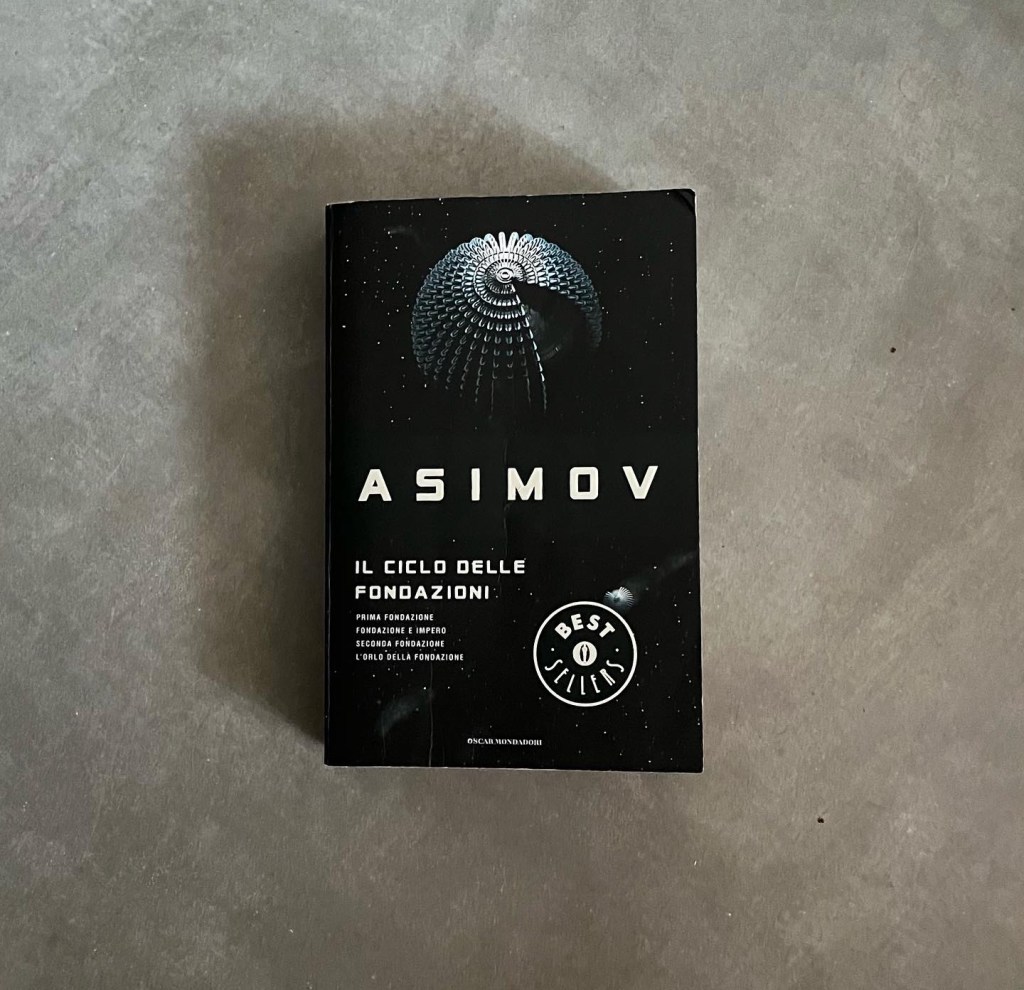 ASIMOV
IL CICLO DELLE
FONDAZIONI
PRIMA FONDAZIONE
FONDAZIONE E IMPERO
SECONDA FONDAZIONE
L'ORLO DELLA FONDAZIONE
BEST
SELLERS
OSCAR MONDADORI